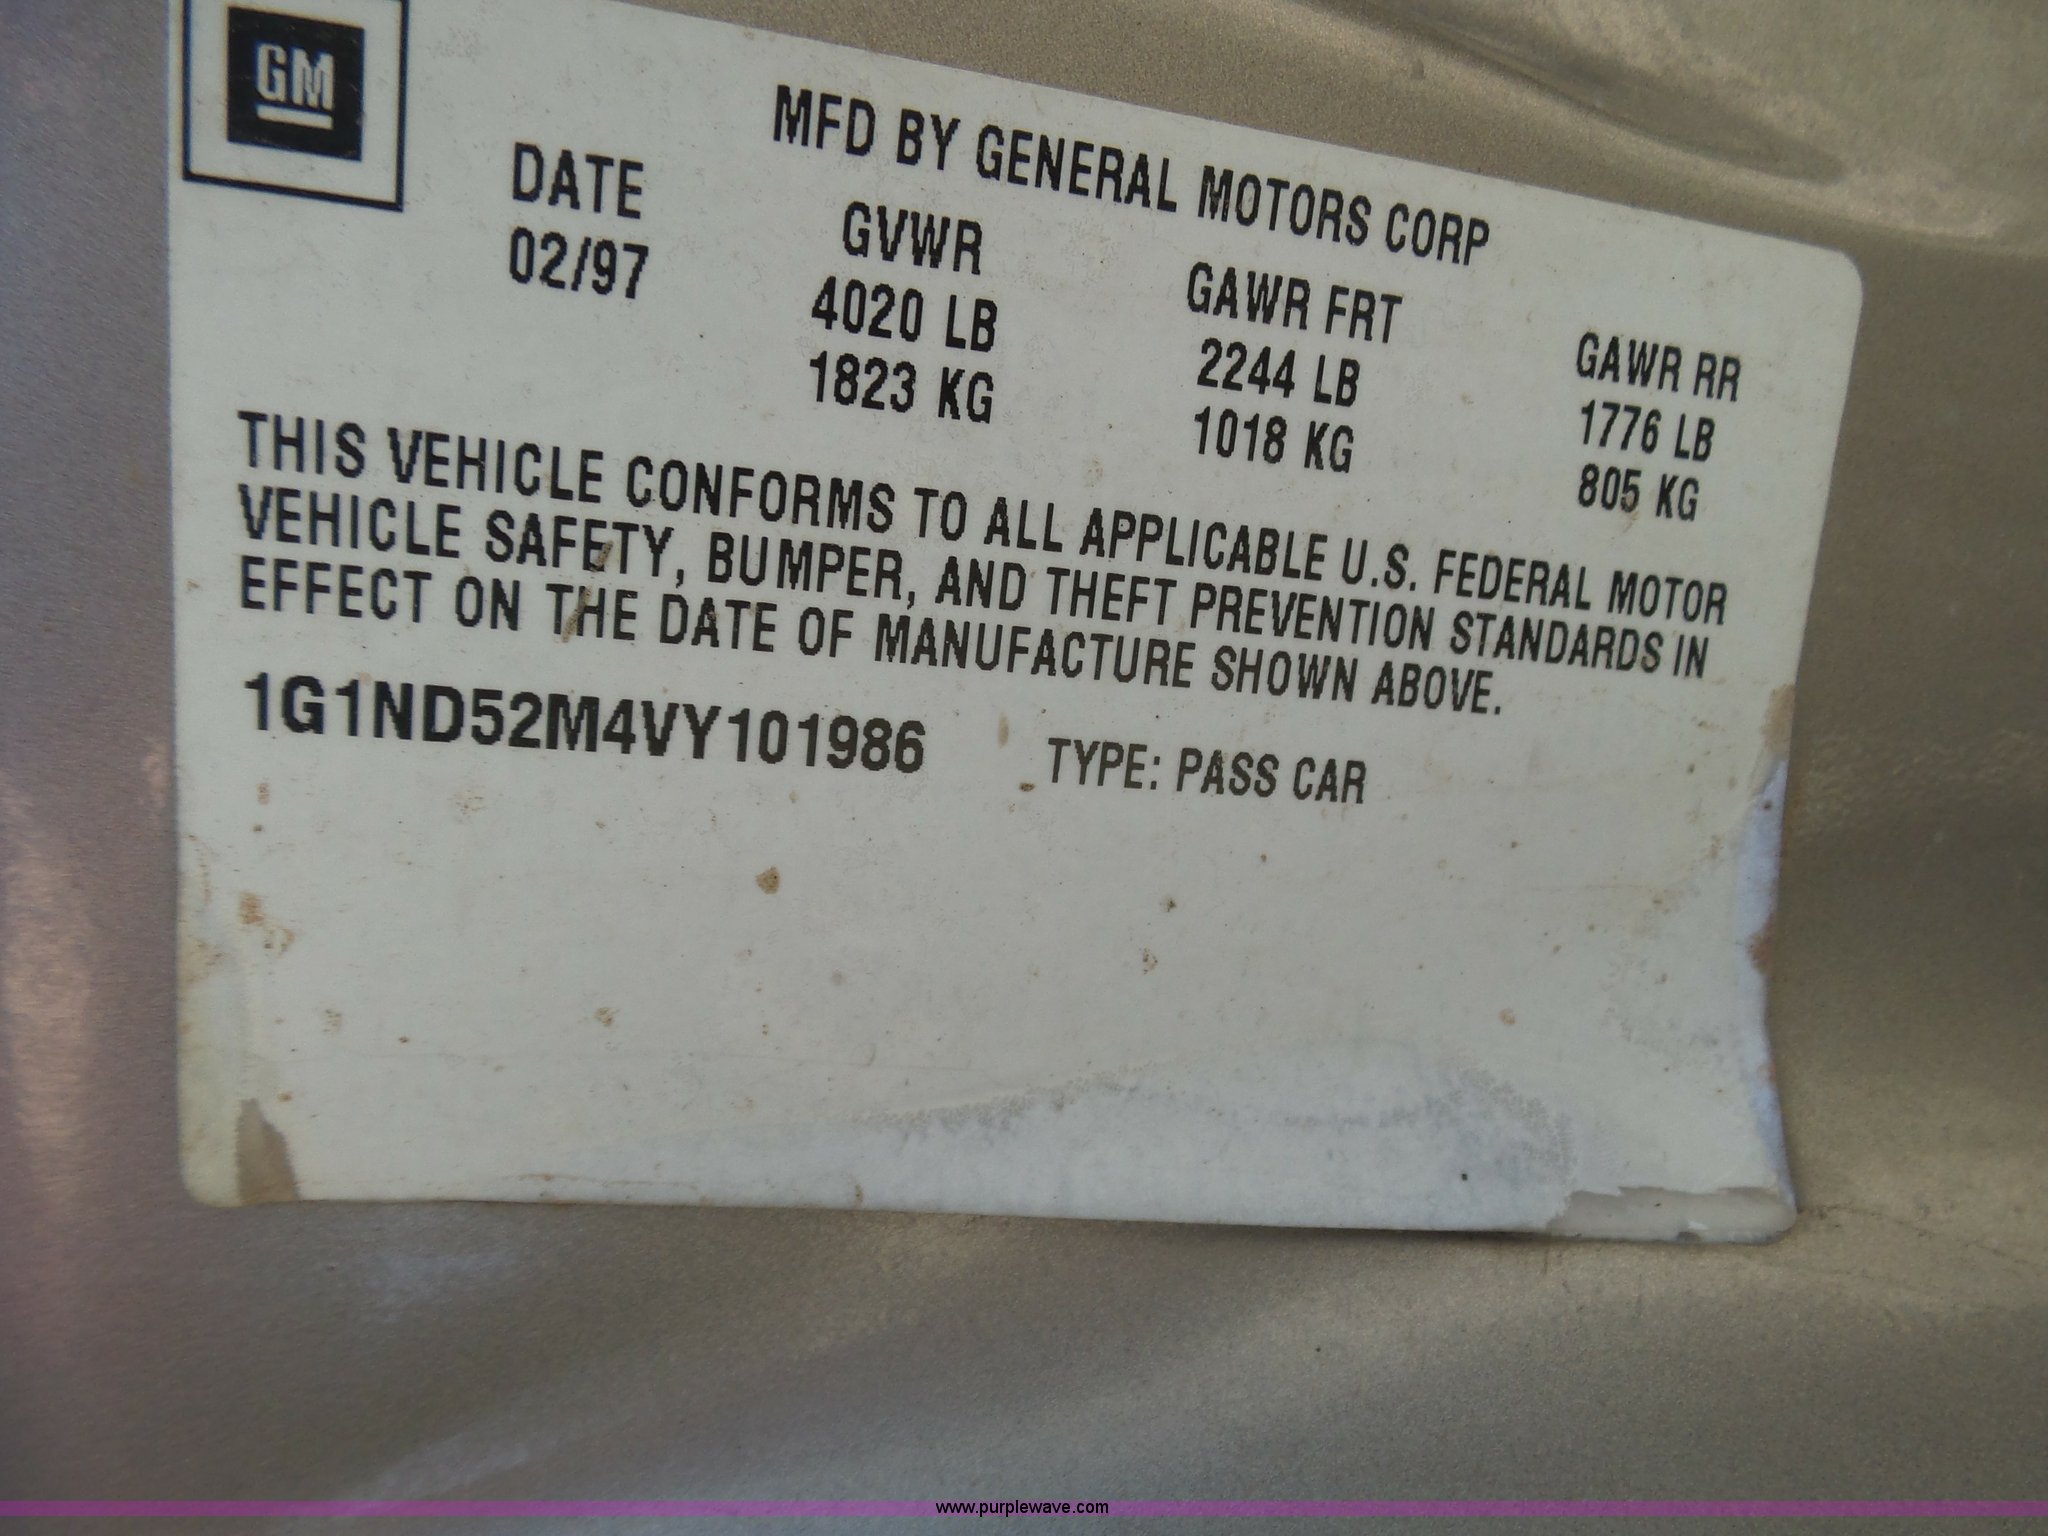 GM
MFD BY GENERAL MOTORS CORP
DATE GVWR GAWR FRT GAWR RR
02/97 4020 LB 2244 LB 1776 LB
1823 KG 1018 KG 805 KG
THIS VEHICLE CONFORMS TO ALL APPLICABLE U.S. FEDERAL MOTOR
VEHICLE SAFETY, BUMPER, AND THEFT PREVENTION STANDARDS IN
EFFECT ON THE DATE OF MANUFACTURE SHOWN ABOVE.
1G1ND52M4VY101986 TYPE: PASS CAR
www.purplewave.com